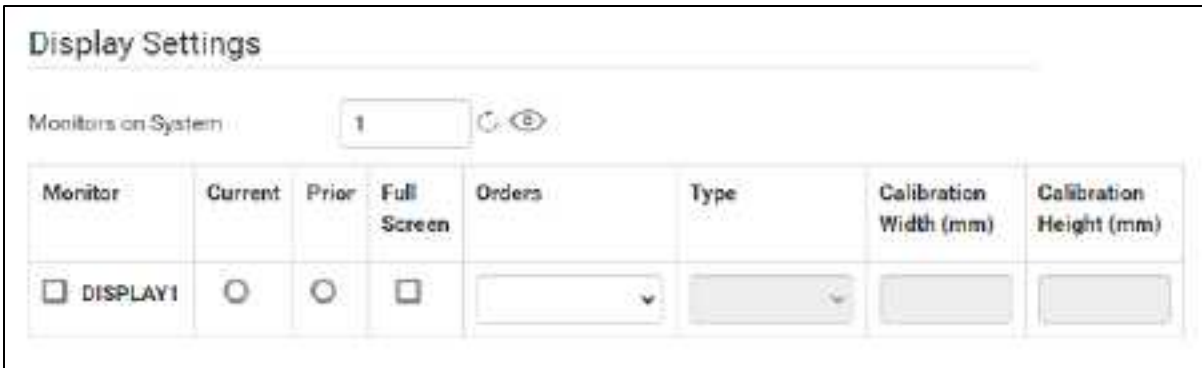 Display Settings
Monitors on System 1
Monitor Current Prior Full Screen Orders Type Calibration Width (mm) Calibration Height (mm)
DISPLAY1